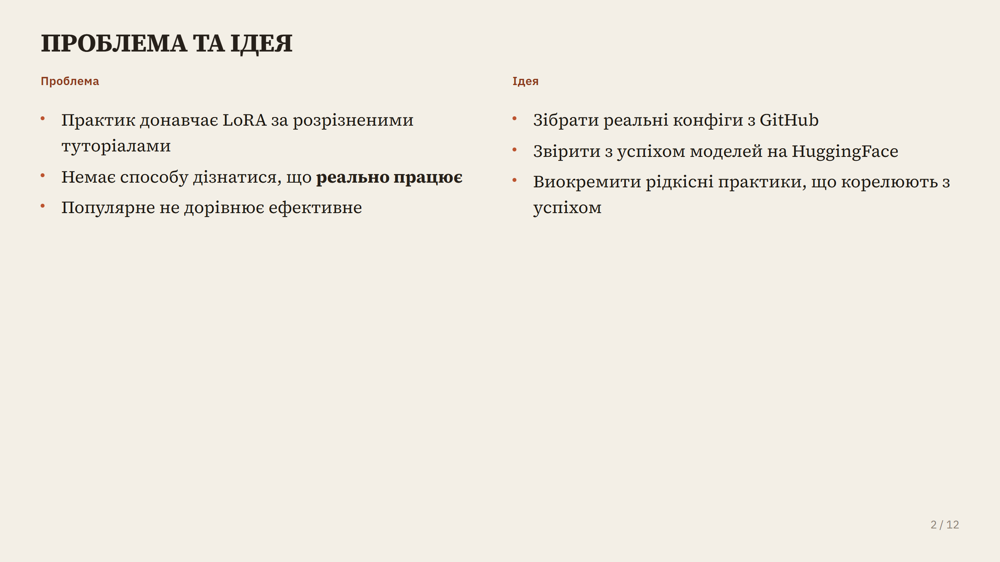 ПРОБЛЕМА ТА ІДЕЯ
Проблема
• Практик донавчає LoRA за розрізненими
туторіалами
• Немає способу дізнатися, що реально працює
• Популярне не дорівнює ефективне
Ідея
• Зібрати реальні конфіги з GitHub
• Звірити з успіхом моделей на HuggingFace
• Виокремити рідкісні практики, що корелюють з
успіхом
2 / 12